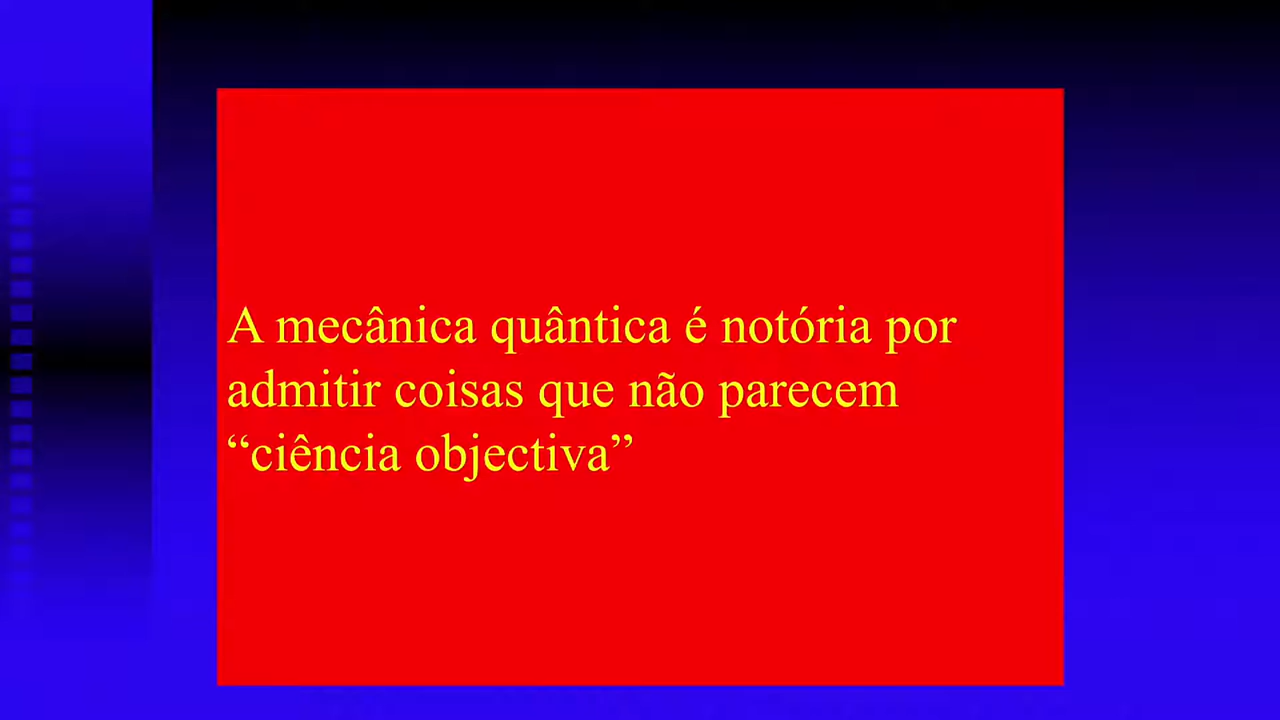 A mecânica quântica é notória por
admitir coisas que não parecem
“ciência objectiva”